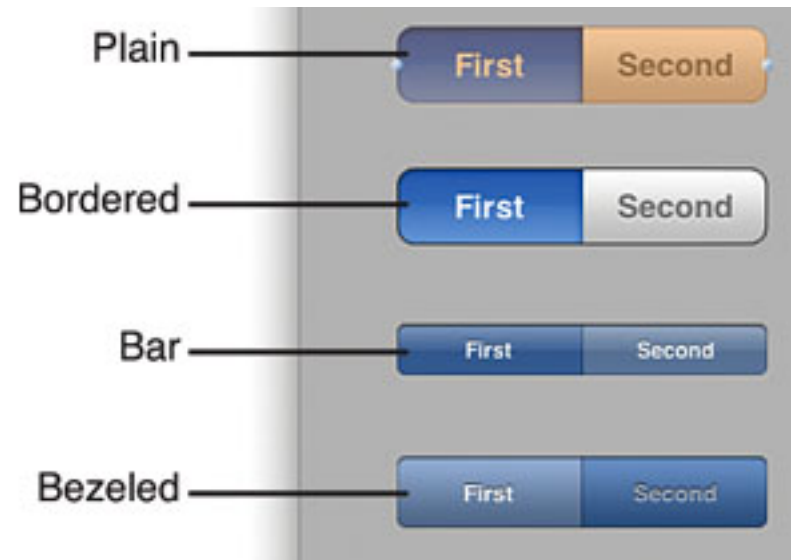 Plain First Second
Bordered First Second
Bar First Second
Bezeled First Second